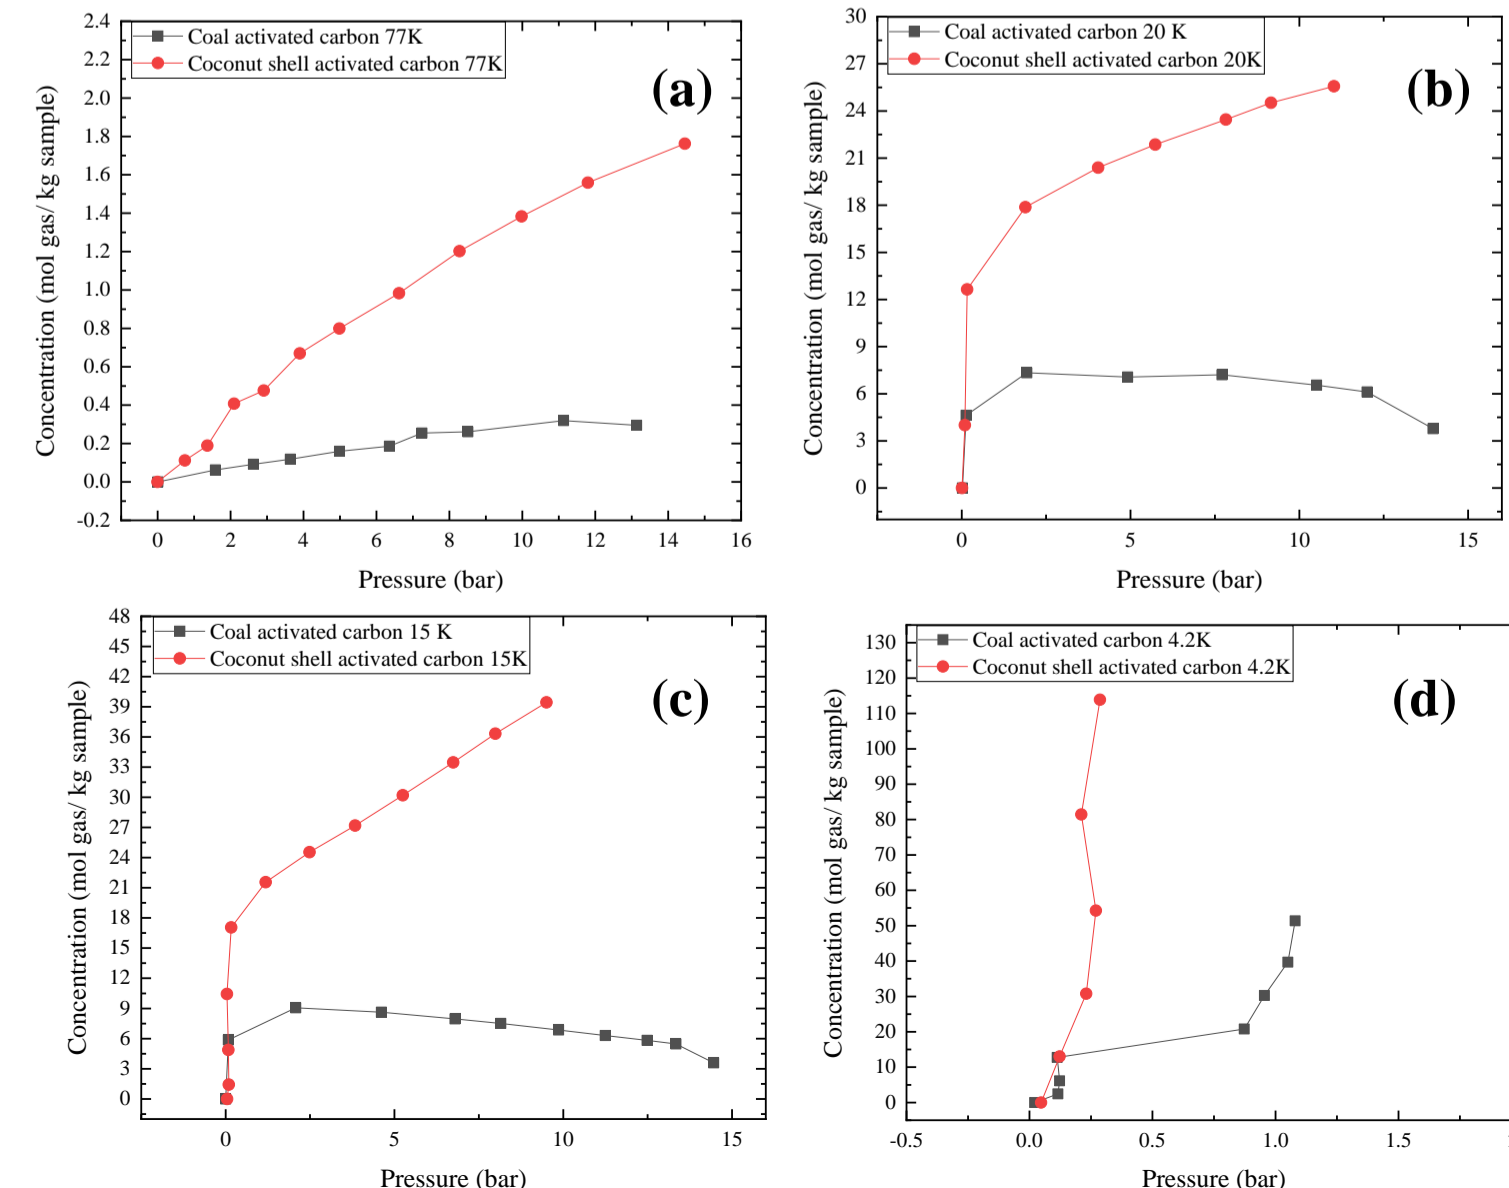 Coal activated carbon 77K
Coconut shell activated carbon 77K
(a)
Concentration (mol gas/ kg sample)
2.4
2.2
2.0
1.8
1.6
1.4
1.2
1.0
0.8
0.6
0.4
0.2
0.0
-0.2
0 2 4 6 8 10 12 14 16
Pressure (bar)
Coal activated carbon 20 K
Coconut shell activated carbon 20K
(b)
Concentration (mol gas/ kg sample)
30
27
24
21
18
15
12
9
6
3
0
0 5 10 15
Pressure (bar)
Coal activated carbon 15 K
Coconut shell activated carbon 15K
(c)
Concentration (mol gas/ kg sample)
48
45
42
39
36
33
30
27
24
21
18
15
12
9
6
3
0
0 5 10 15
Pressure (bar)
Coal activated carbon 4.2K
Coconut shell activated carbon 4.2K
(d)
Concentration (mol gas/ kg sample)
130
120
110
100
90
80
70
60
50
40
30
20
10
0
-0.5 0.0 0.5 1.0 1.5
Pressure (bar)